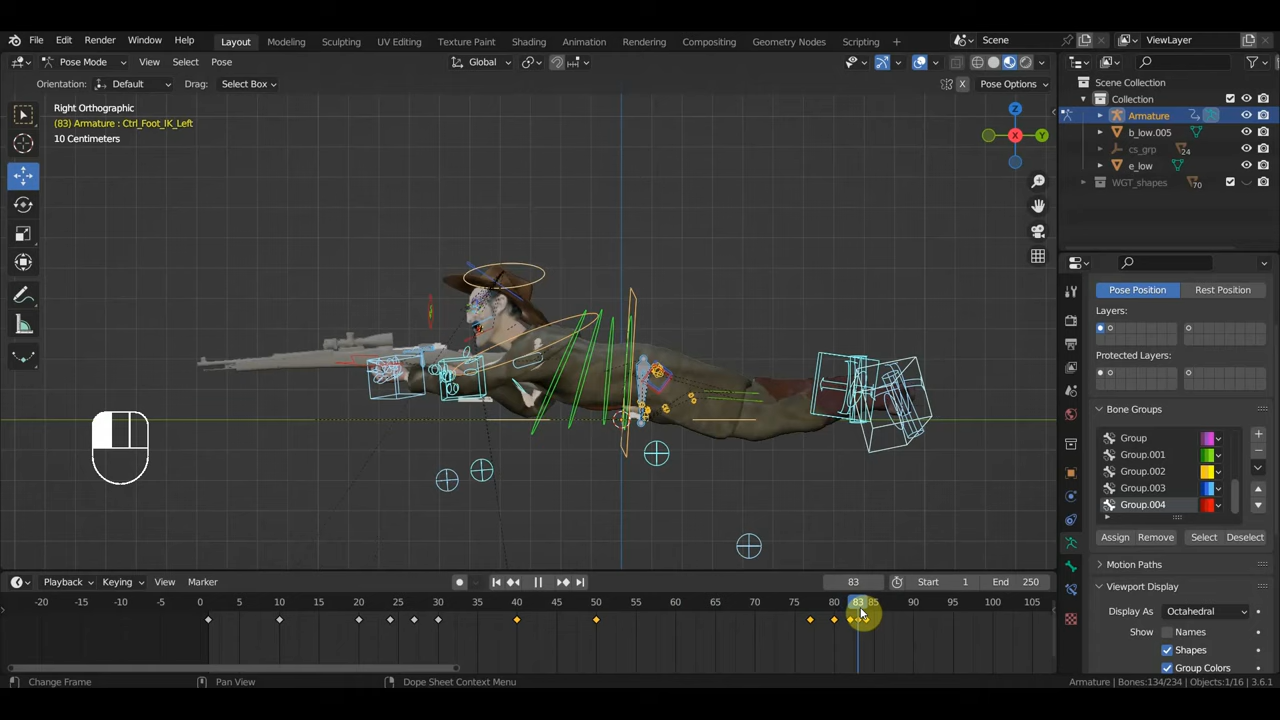 File Edit Render Window Help Layout Modeling Sculpting UV Editing Texture Paint Shading Animation Rendering Compositing Geometry Nodes Scripting + Scene ViewLayer
Pose Mode View Select Pose Global Pose Options
Orientation: Default Drag: Select Box X
Right Orthographic
(83) Armature : Ctrl_Foot_IK_Left
10 Centimeters
Z
X
Y
Scene Collection
Collection
Armature
b_low.005
cs_grp 24
e_low
WGT_shapes 70
Pose Position Rest Position
Layers:
Protected Layers:
Bone Groups
Group
Group.001
Group.002
Group.003
Group.004
Assign Remove Select Deselect
Motion Paths
Viewport Display
Display As Octahedral
Show Names
Shapes
Group Colors
Playback Keying View Marker 83 Start 1 End 250
-20 -15 -10 -5 0 5 10 15 20 25 30 35 40 45 50 55 60 65 70 75 80 83 85 90 95 100 105
Change Frame Pan View Dope Sheet Context Menu Armature | Bones:134/234 | Objects:1/16 | 3.6.1